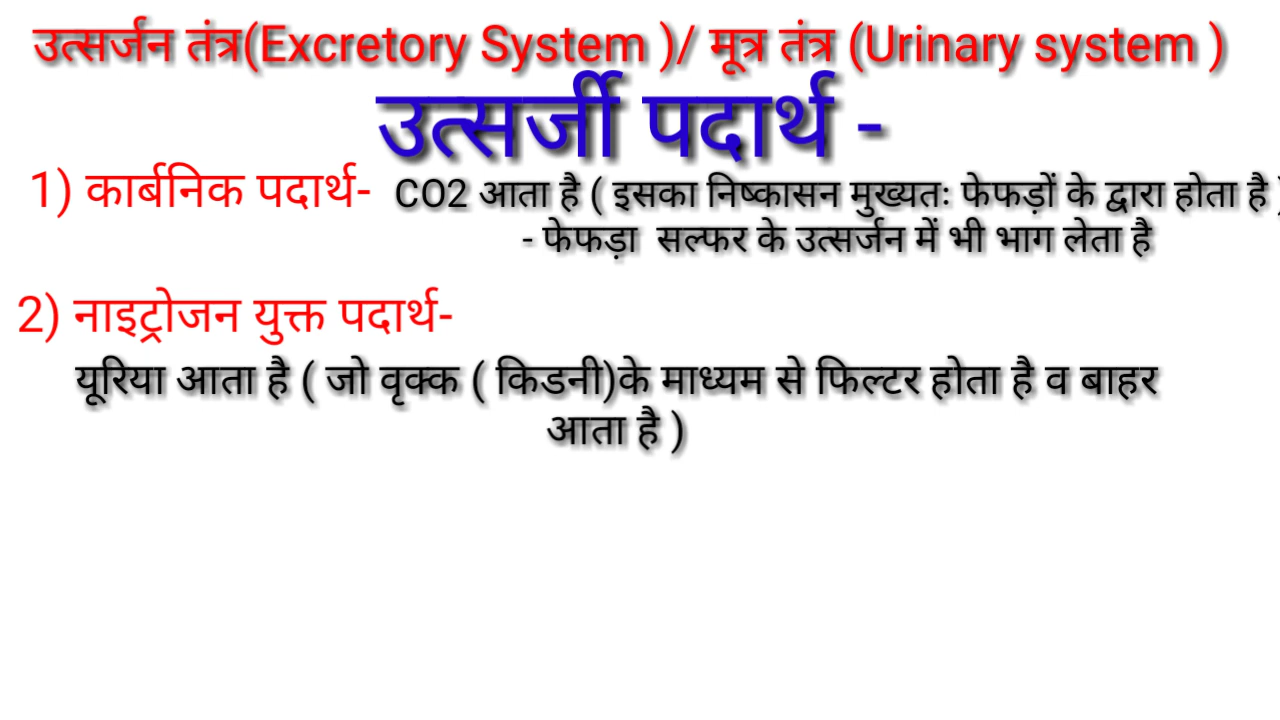 उत्सर्जन तंत्र(Excretory System )/ मूत्र तंत्र (Urinary system )
उत्सर्जी पदार्थ -
1) कार्बनिक पदार्थ- CO2 आता है ( इसका निष्कासन मुख्यतः फेफड़ों के द्वारा होता है )
- फेफड़ा सल्फर के उत्सर्जन में भी भाग लेता है
2) नाइट्रोजन युक्त पदार्थ-
यूरिया आता है ( जो वृक्क ( किडनी)के माध्यम से फिल्टर होता है व बाहर
आता है )